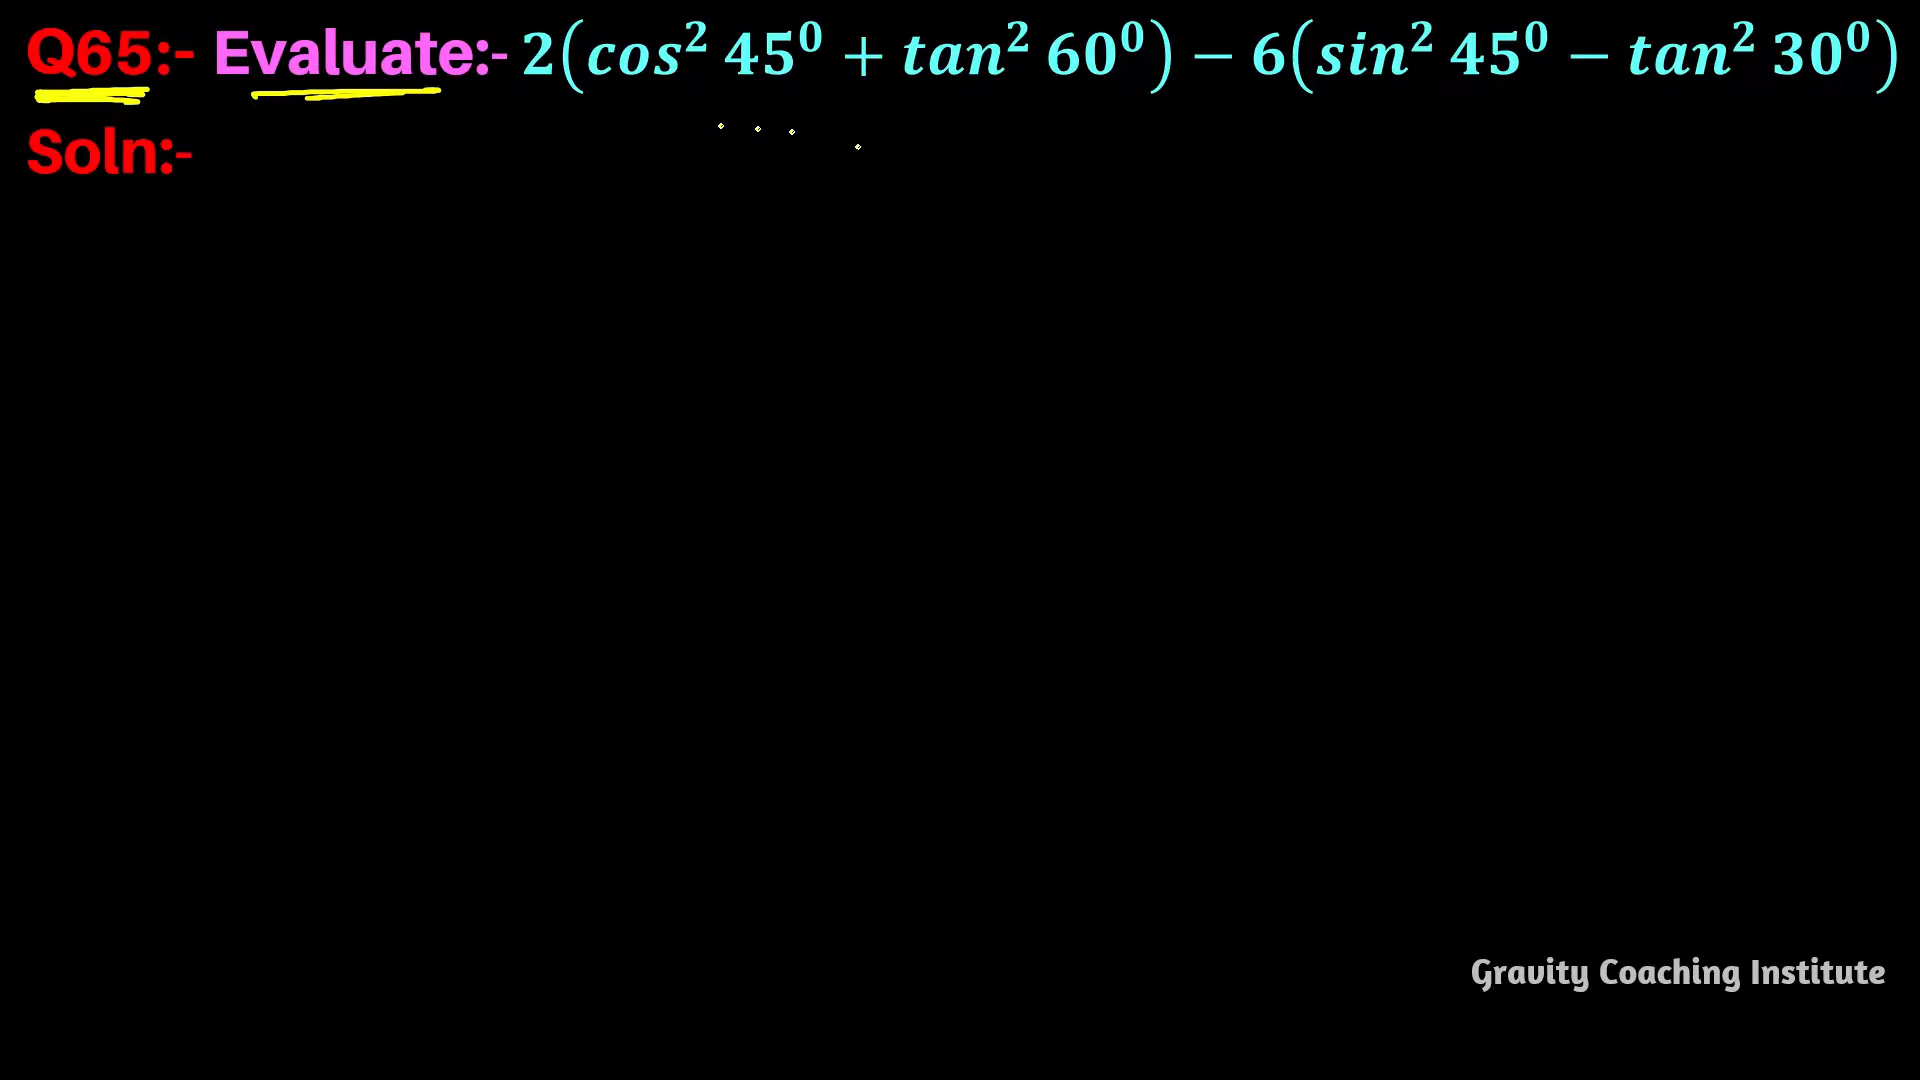 Q65:- Evaluate:- 2(cos² 45⁰ + tan² 60⁰) − 6(sin² 45⁰ − tan² 30⁰)
Soln:-
Gravity Coaching Institute